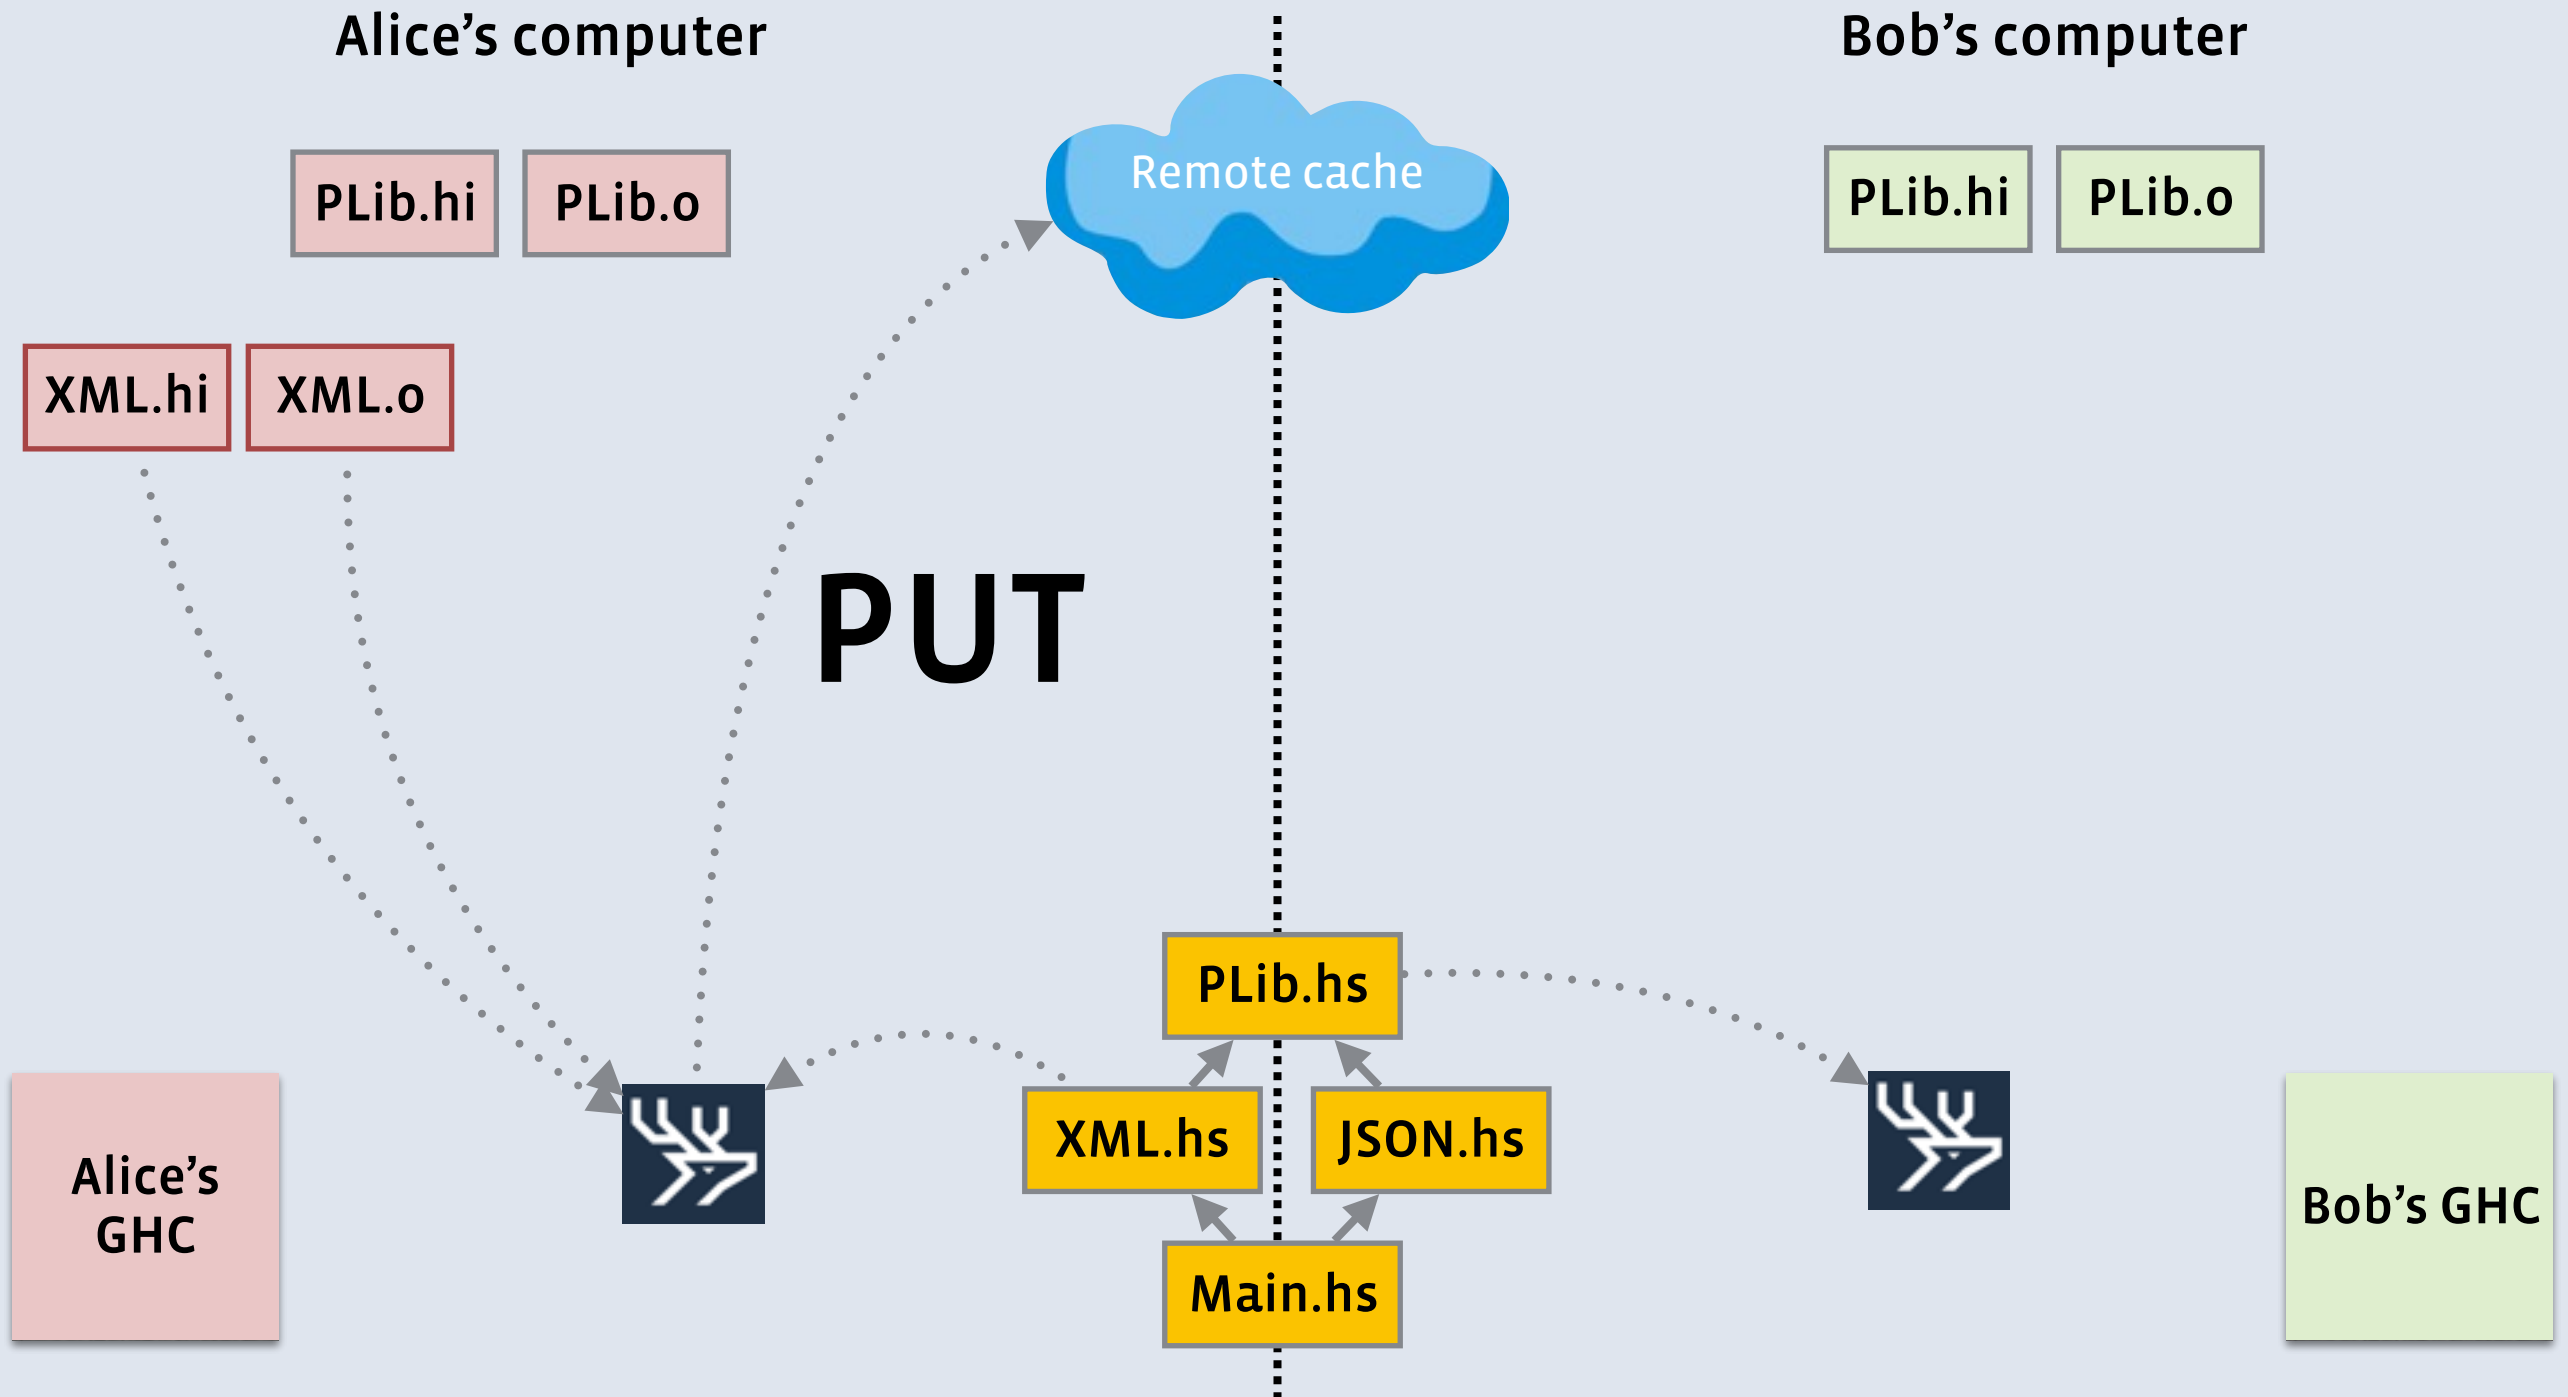 Alice’s computer
Bob’s computer
Remote cache
PLib.hi
PLib.o
PLib.hi
PLib.o
XML.hi
XML.o
PUT
PLib.hs
XML.hs
JSON.hs
Main.hs
Alice’s
GHC
Bob’s GHC